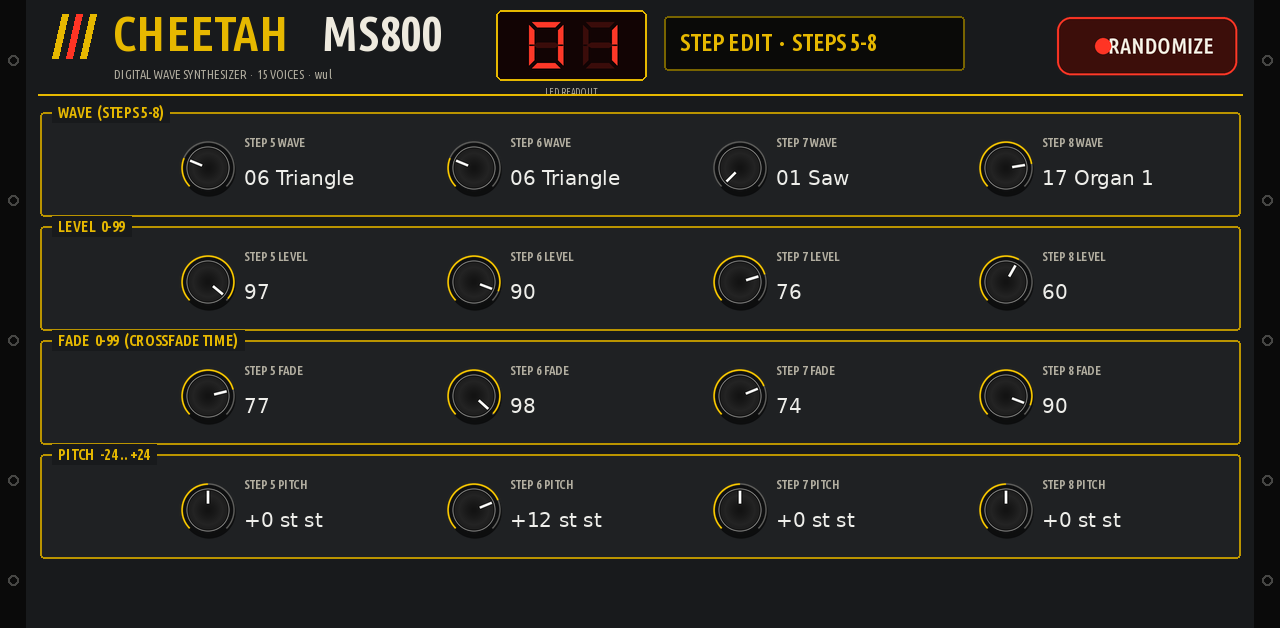 CHEETAH MS800
DIGITAL WAVE SYNTHESIZER · 15 VOICES · wul
01
LED READOUT
STEP EDIT · STEPS 5-8
RANDOMIZE
WAVE (STEPS 5-8)
STEP 5 WAVE
06 Triangle
STEP 6 WAVE
06 Triangle
STEP 7 WAVE
01 Saw
STEP 8 WAVE
17 Organ 1
LEVEL 0-99
STEP 5 LEVEL
97
STEP 6 LEVEL
90
STEP 7 LEVEL
76
STEP 8 LEVEL
60
FADE 0-99 (CROSSFADE TIME)
STEP 5 FADE
77
STEP 6 FADE
98
STEP 7 FADE
74
STEP 8 FADE
90
PITCH -24..+24
STEP 5 PITCH
+0 st st
STEP 6 PITCH
+12 st st
STEP 7 PITCH
+0 st st
STEP 8 PITCH
+0 st st